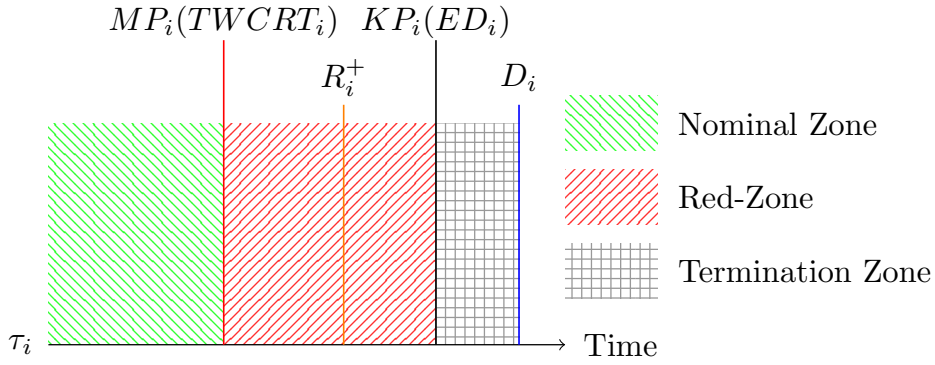 MP_i(TWCRT_i) KP_i(ED_i)
R_i^+ D_i
Nominal Zone
Red-Zone
Termination Zone
τ_i Time